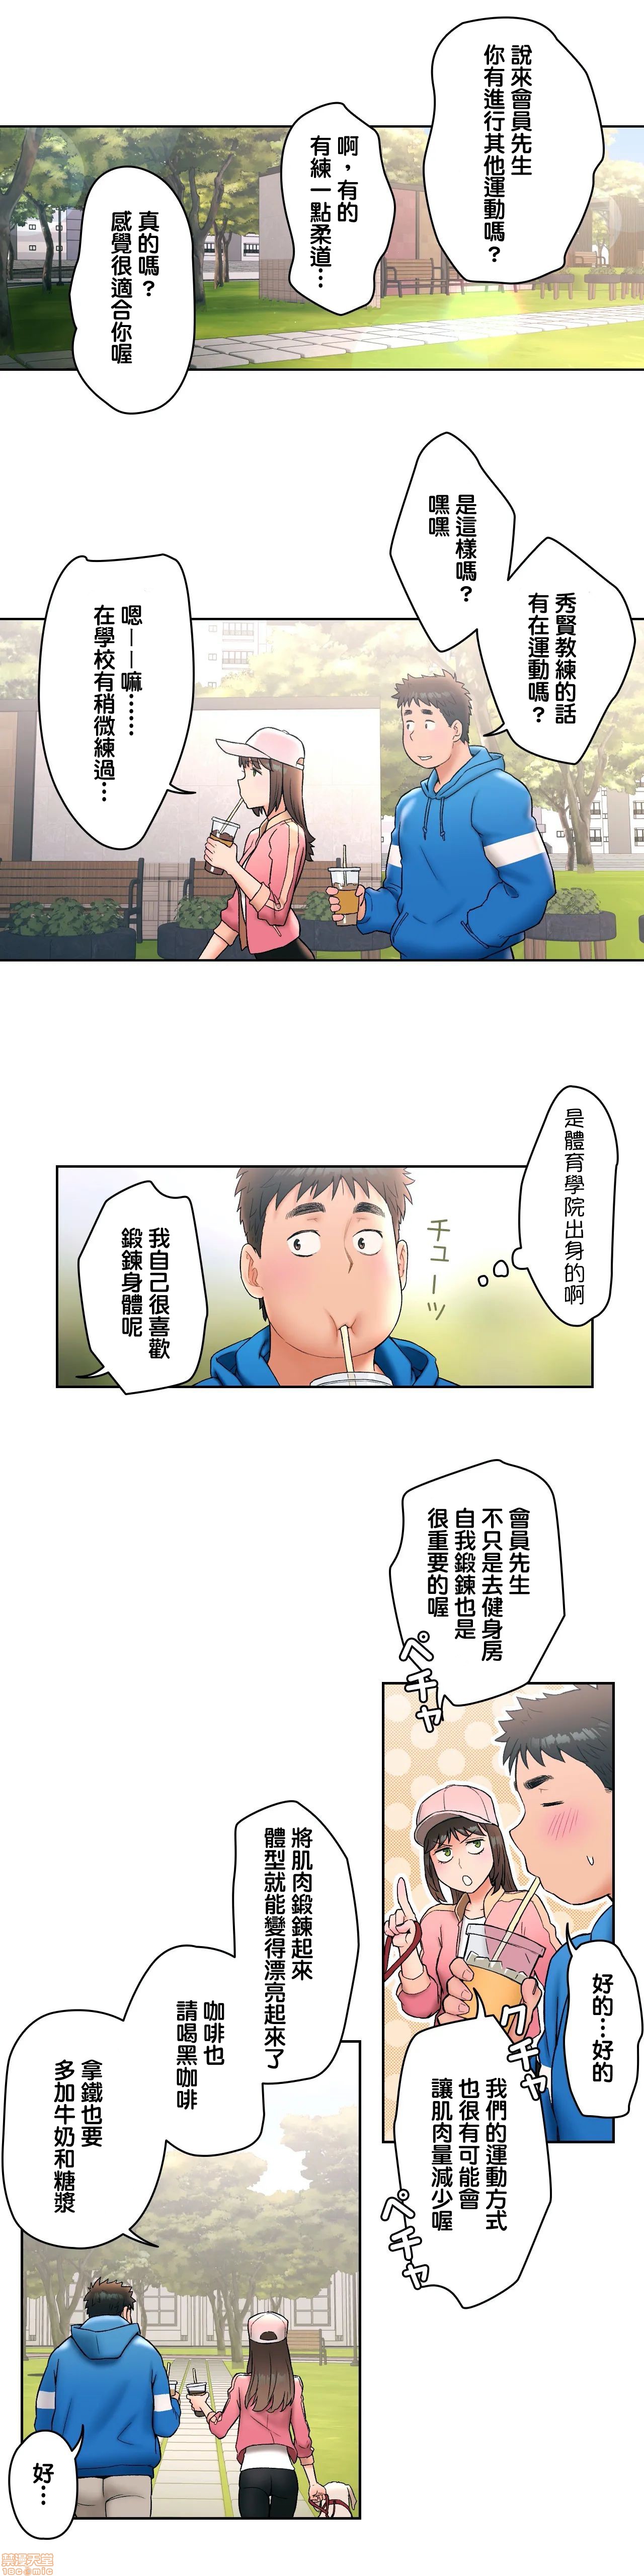 說來會員先生
你有進行其他運動嗎？
啊，有的
有練一點柔道…
真的嗎？
感覺很適合你喔
是這樣嗎？
嘿嘿
秀賢教練的話
有在運動嗎？
嗯——嘛……
在學校有稍微練過…
是體育學院出身的啊
チューッ
我自己很喜歡
鍛鍊身體呢
會員先生
不只是去健身房
自我鍛鍊也是
很重要的喔
ペチャ
好的…好的
クチャ
我們的運動方式
也很有可能會
讓肌肉量減少喔
ペチャ
將肌肉鍛鍊起來
體型就能變得漂亮起來了
咖啡也
請喝黑咖啡
拿鐵也要
多加牛奶和糖漿
好…
禁漫天堂
18comic